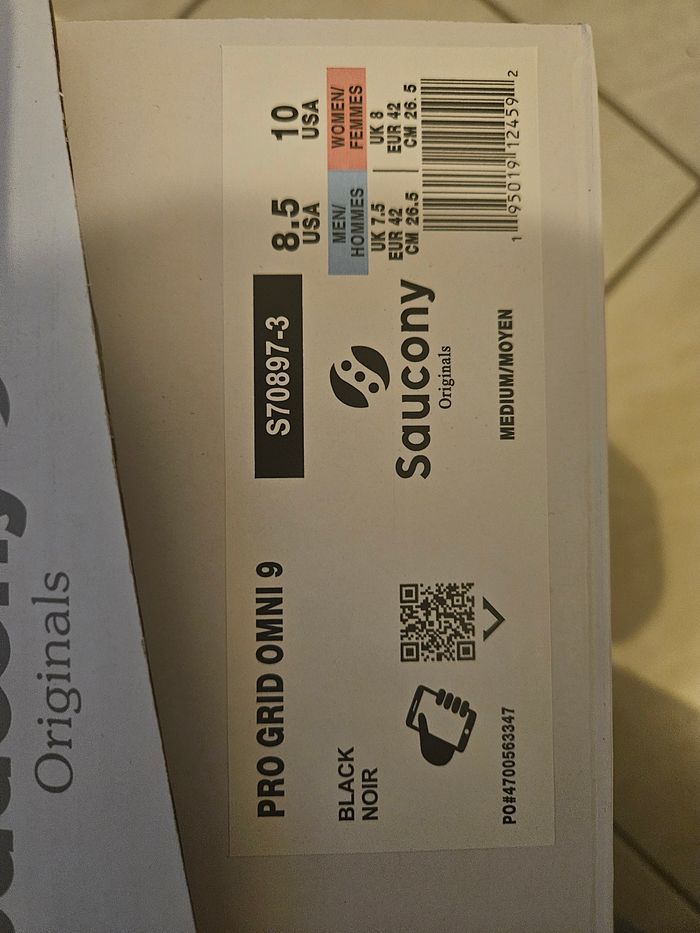 Originals
PRO GRID OMNI 9
BLACK
NOIR
PO#4700563347
S70897-3
Saucony
Originals
MEDIUM/MOYEN
8.5
USA
MEN/
HOMMES
UK 7.5
EUR 42
CM 26.5
10
USA
WOMEN/
FEMMES
UK 8
EUR 42
CM 26.5
1 95019 12459 2